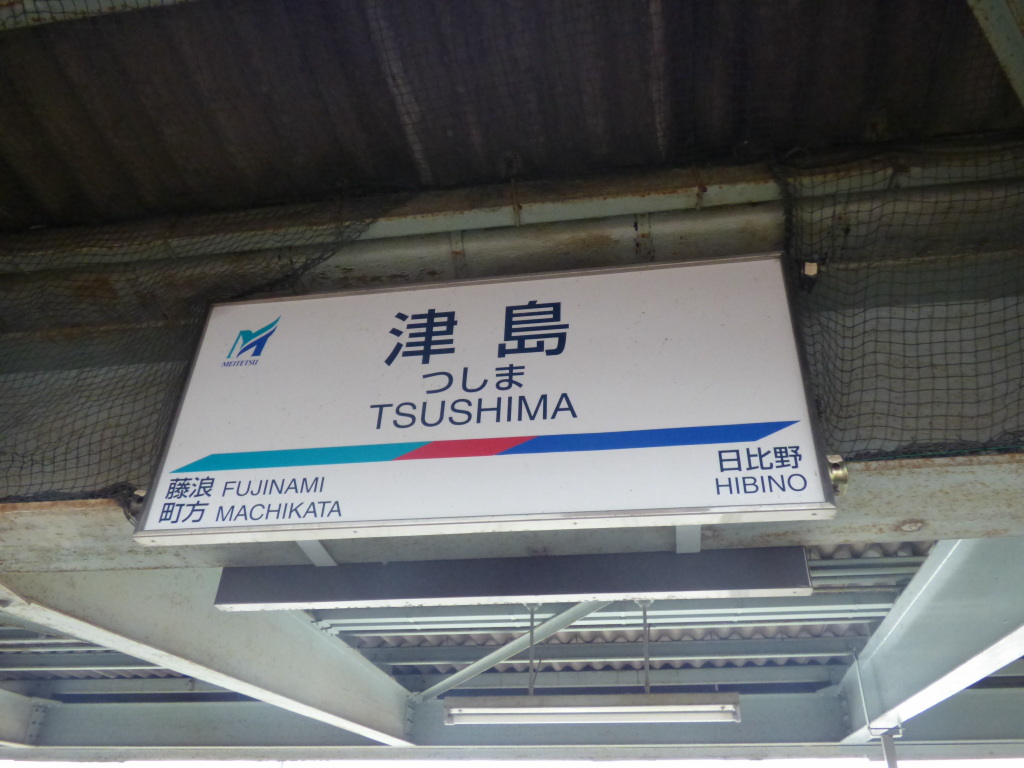 MEITETSU
津島
つしま
TSUSHIMA
藤浪 FUJINAMI
町方 MACHIKATA
日比野
HIBINO